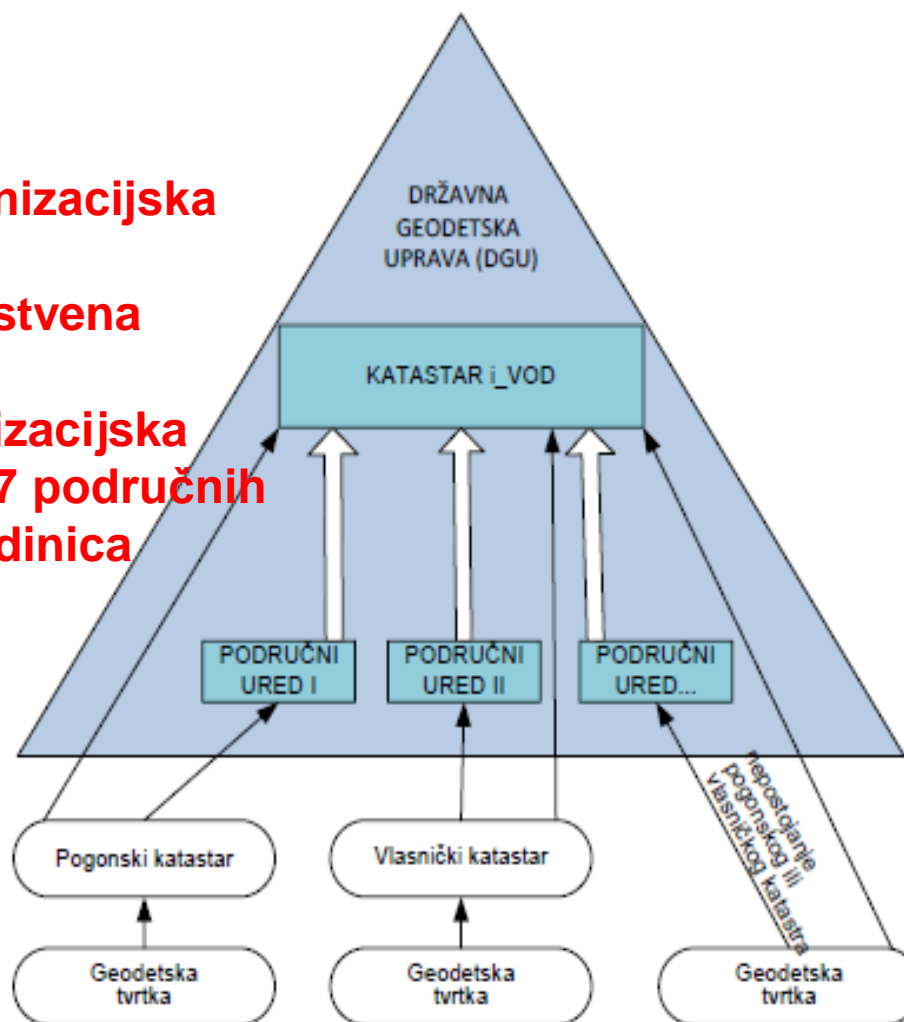 nizacijska
stvena
izacijska
7 područnih
dinica
DRŽAVNA
GEODETSKA
UPRAVA (DGU)
KATASTAR i_VOD
PODRUČNI
URED I
PODRUČNI
URED II
PODRUČNI
URED...
nepostojanje
pogonskog ili
vlasničkog katastra
Pogonski katastar
Vlasnički katastar
Geodetska
tvrtka
Geodetska
tvrtka
Geodetska
tvrtka